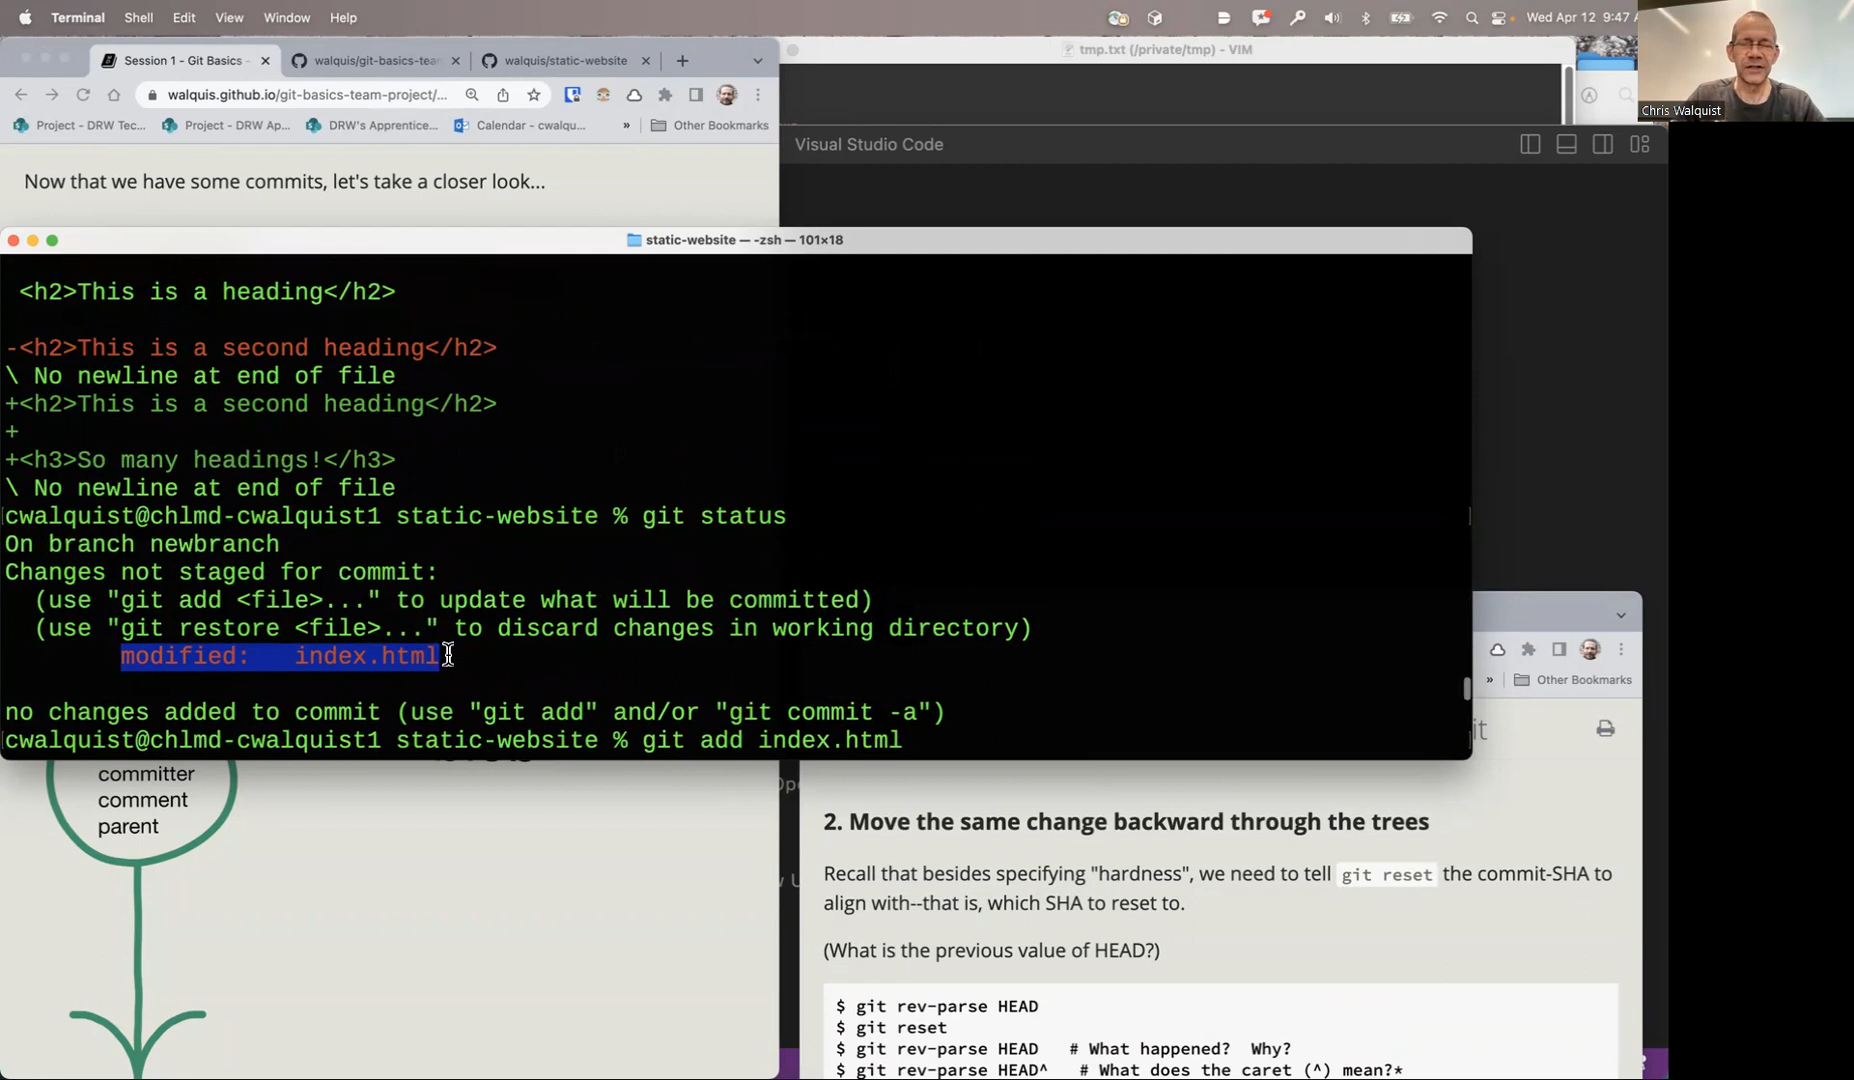 Terminal Shell Edit View Window Help
Wed Apr 12 9:47
Chris Walquist
Session 1 - Git Basics -
walquis/git-basics-tea
walquis/static-website
walquis.github.io/git-basics-team-project/...
Project - DRW Tec...
Project - DRW Ap...
DRW's Apprentice...
Calendar - cwalqu...
»
Other Bookmarks
tmp.txt (/private/tmp) - VIM
Visual Studio Code
Now that we have some commits, let's take a closer look...
static-website — -zsh — 101×18
<h2>This is a heading</h2>
-<h2>This is a second heading</h2>
\ No newline at end of file
+<h2>This is a second heading</h2>
+
+<h3>So many headings!</h3>
\ No newline at end of file
cwalquist@chlmd-cwalquist1 static-website % git status
On branch newbranch
Changes not staged for commit:
(use "git add <file>..." to update what will be committed)
(use "git restore <file>..." to discard changes in working directory)
modified:   index.html
no changes added to commit (use "git add" and/or "git commit -a")
cwalquist@chlmd-cwalquist1 static-website % git add index.html
»
Other Bookmarks
committer
comment
parent
2. Move the same change backward through the trees
Recall that besides specifying "hardness", we need to tell git reset the commit-SHA to
align with--that is, which SHA to reset to.
(What is the previous value of HEAD?)
$ git rev-parse HEAD
$ git reset
$ git rev-parse HEAD   # What happened?  Why?
$ git rev-parse HEAD^   # What does the caret (^) mean?*